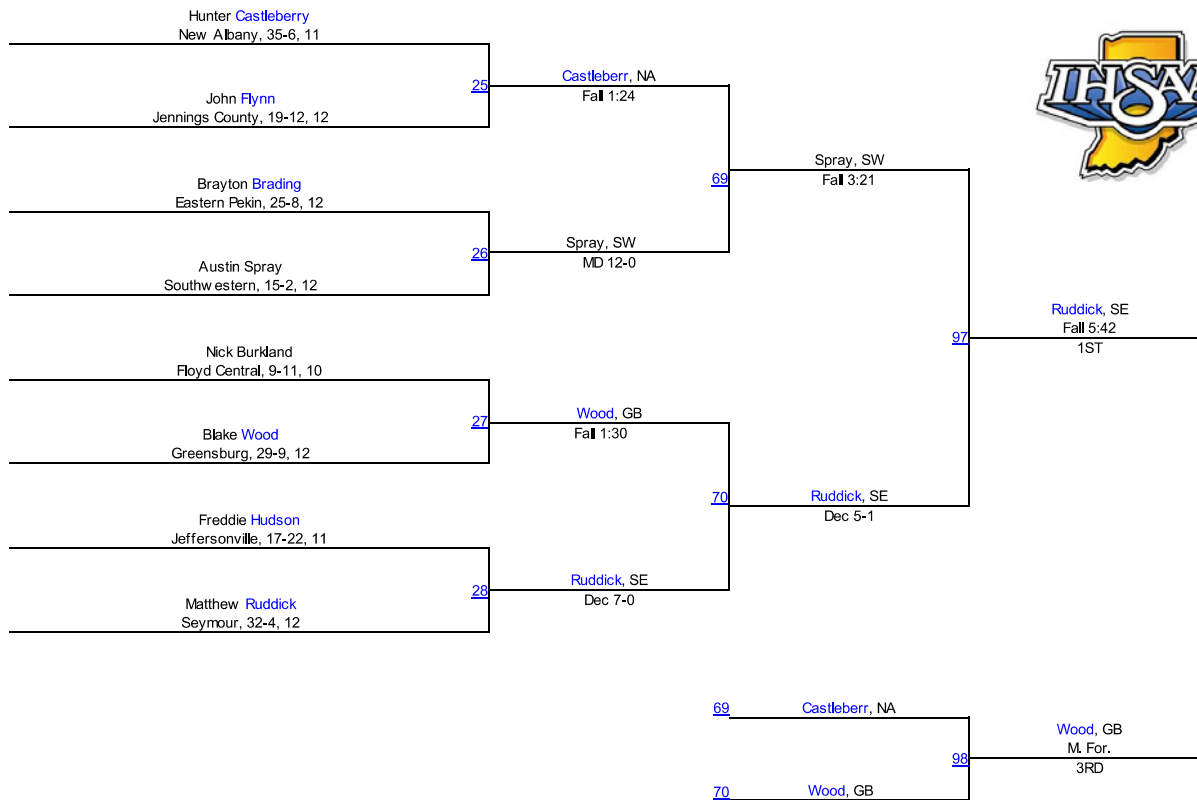 Hunter Castleberry
New Albany, 35-6, 11
25
John Flynn
Jennings County, 19-12, 12
Castleberr, NA
Fall 1:24
69
Brayton Brading
Eastern Pekin, 25-8, 12
26
Austin Spray
Southwestern, 15-2, 12
Spray, SW
MD 12-0
Spray, SW
Fall 3:21
97
Nick Burkland
Floyd Central, 9-11, 10
27
Blake Wood
Greensburg, 29-9, 12
Wood, GB
Fall 1:30
70
Freddie Hudson
Jeffersonville, 17-22, 11
28
Matthew Ruddick
Seymour, 32-4, 12
Ruddick, SE
Dec 7-0
Ruddick, SE
Dec 5-1
Ruddick, SE
Fall 5:42
1ST
69
Castleberr, NA
98
70
Wood, GB
Wood, GB
M. For.
3RD
IHSAA